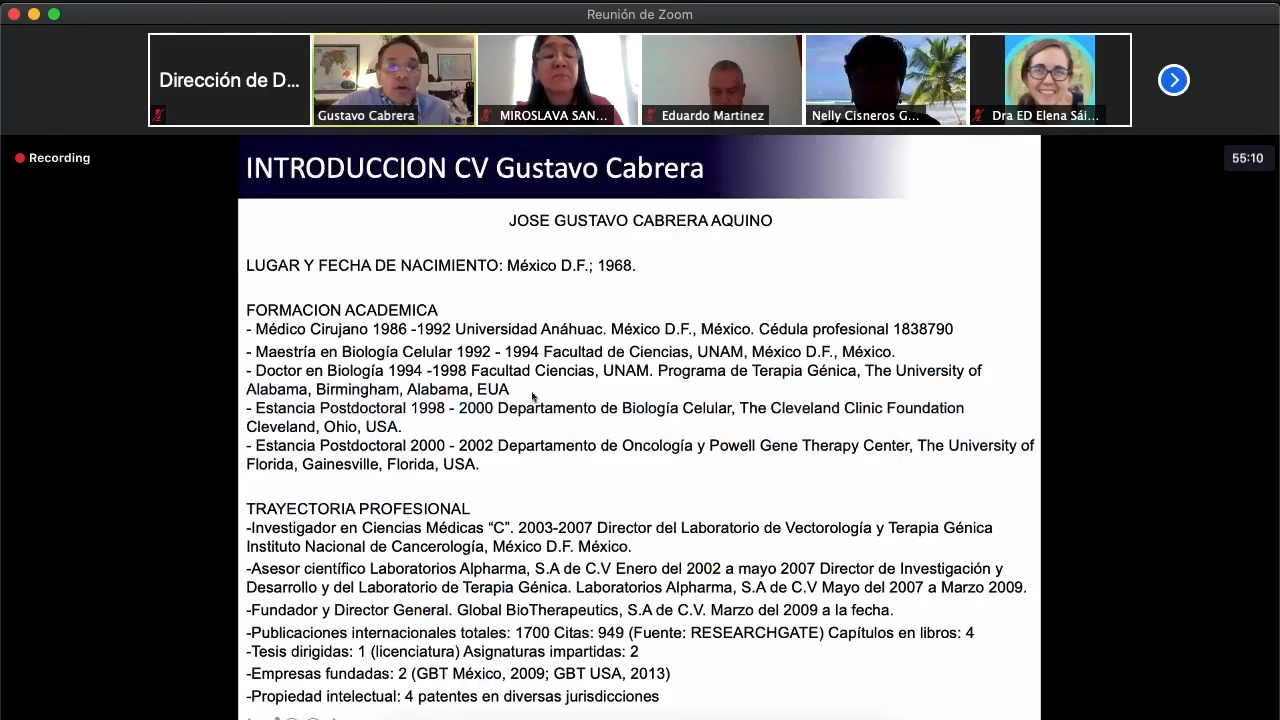 Reunión de Zoom
Dirección de D...
Gustavo Cabrera
MIROSLAVA SAN...
Eduardo Martinez
Nelly Cisneros G...
Dra ED Elena Sái...
Recording
55:10
INTRODUCCION CV Gustavo Cabrera
JOSE GUSTAVO CABRERA AQUINO
LUGAR Y FECHA DE NACIMIENTO: México D.F.; 1968.
FORMACION ACADEMICA
- Médico Cirujano 1986 -1992 Universidad Anáhuac. México D.F., México. Cédula profesional 1838790
- Maestría en Biología Celular 1992 - 1994 Facultad de Ciencias, UNAM, México D.F., México.
- Doctor en Biología 1994 -1998 Facultad Ciencias, UNAM. Programa de Terapia Génica, The University of
Alabama, Birmingham, Alabama, EUA
- Estancia Postdoctoral 1998 - 2000 Departamento de Biología Celular, The Cleveland Clinic Foundation
Cleveland, Ohio, USA.
- Estancia Postdoctoral 2000 - 2002 Departamento de Oncología y Powell Gene Therapy Center, The University of
Florida, Gainesville, Florida, USA.
TRAYECTORIA PROFESIONAL
-Investigador en Ciencias Médicas “C”. 2003-2007 Director del Laboratorio de Vectorología y Terapia Génica
Instituto Nacional de Cancerología, México D.F. México.
-Asesor científico Laboratorios Alpharma, S.A de C.V Enero del 2002 a mayo 2007 Director de Investigación y
Desarrollo y del Laboratorio de Terapia Génica. Laboratorios Alpharma, S.A de C.V Mayo del 2007 a Marzo 2009.
-Fundador y Director General. Global BioTherapeutics, S.A de C.V. Marzo del 2009 a la fecha.
-Publicaciones internacionales totales: 1700 Citas: 949 (Fuente: RESEARCHGATE) Capítulos en libros: 4
-Tesis dirigidas: 1 (licenciatura) Asignaturas impartidas: 2
-Empresas fundadas: 2 (GBT México, 2009; GBT USA, 2013)
-Propiedad intelectual: 4 patentes en diversas jurisdicciones